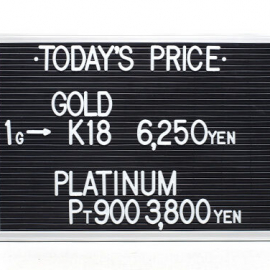 ·TODAY'S PRICE·
GOLD
1G→ K18 6,250YEN
PLATINUM
PT900 3,800YEN